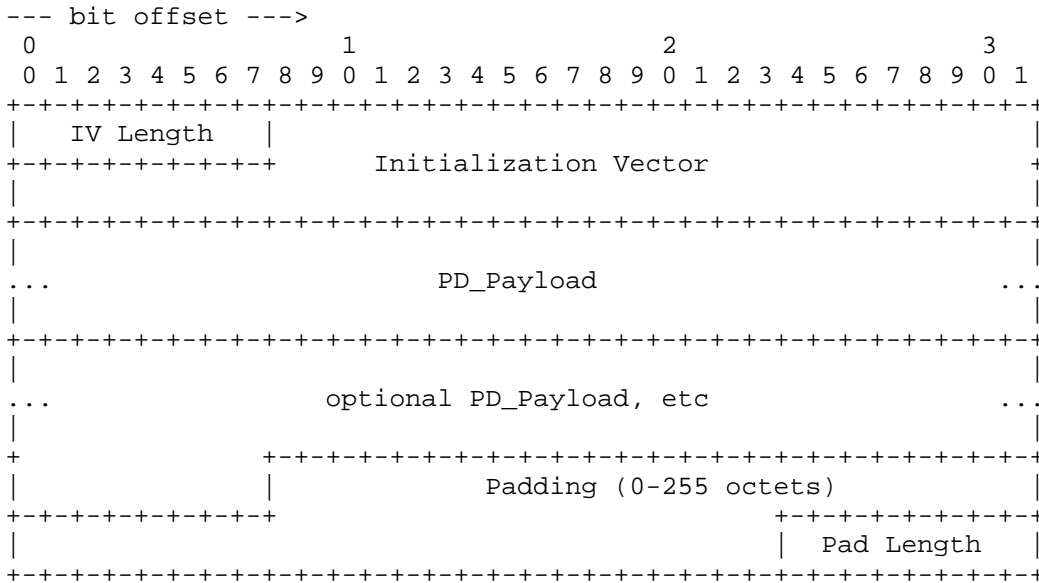 --- bit offset --->
 0                   1                   2                   3
 0 1 2 3 4 5 6 7 8 9 0 1 2 3 4 5 6 7 8 9 0 1 2 3 4 5 6 7 8 9 0 1
+-+-+-+-+-+-+-+-+-+-+-+-+-+-+-+-+-+-+-+-+-+-+-+-+-+-+-+-+-+-+-+-+
|   IV Length   |                                               |
+-+-+-+-+-+-+-+-+      Initialization Vector                    +
|                                                               |
+-+-+-+-+-+-+-+-+-+-+-+-+-+-+-+-+-+-+-+-+-+-+-+-+-+-+-+-+-+-+-+-+
|                                                               |
...                        PD_Payload                         ...
|                                                               |
+-+-+-+-+-+-+-+-+-+-+-+-+-+-+-+-+-+-+-+-+-+-+-+-+-+-+-+-+-+-+-+-+
|                                                               |
...                 optional PD_Payload, etc                  ...
|                                                               |
+               +-+-+-+-+-+-+-+-+-+-+-+-+-+-+-+-+-+-+-+-+-+-+-+-+
|               |             Padding (0-255 octets)            |
+-+-+-+-+-+-+-+-+                               +-+-+-+-+-+-+-+-+
|                                               |  Pad Length   |
+-+-+-+-+-+-+-+-+-+-+-+-+-+-+-+-+-+-+-+-+-+-+-+-+-+-+-+-+-+-+-+-+